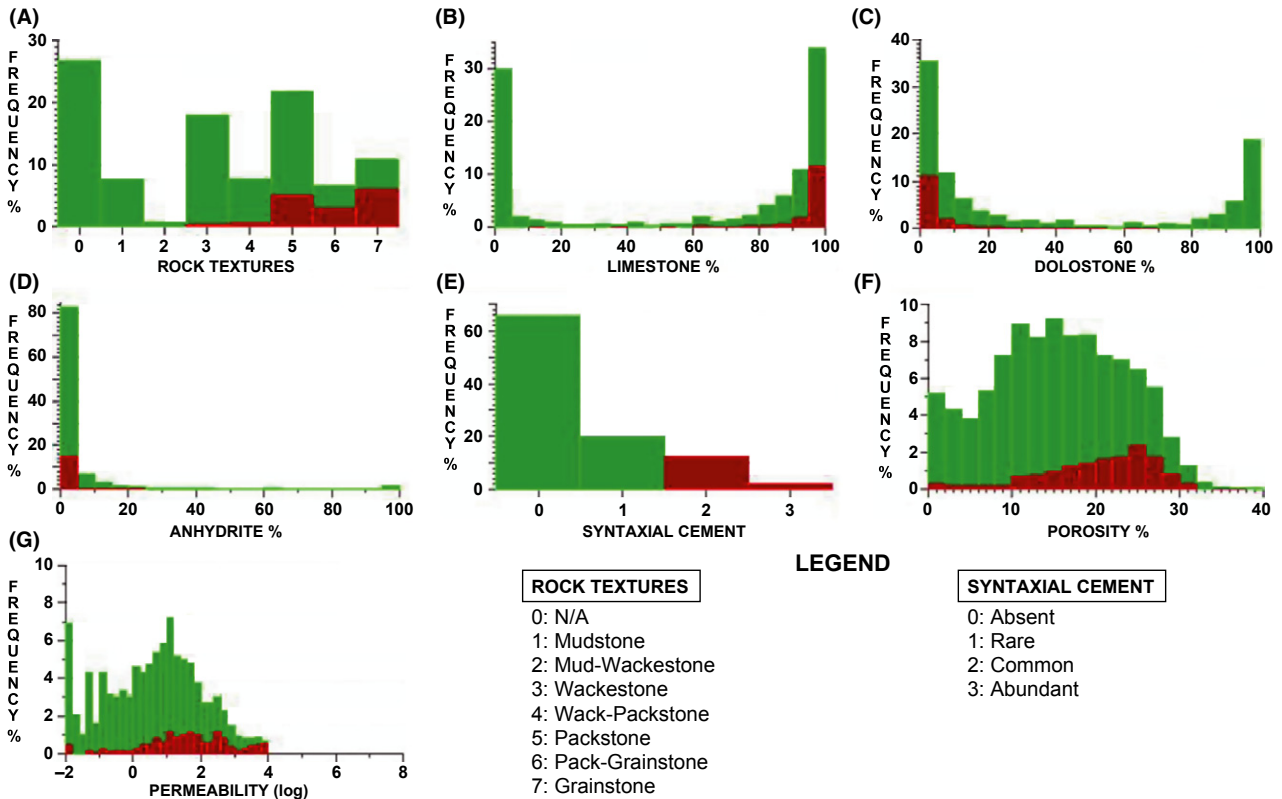 (A)
FREQUENCY %
30
20
10
0
0 1 2 3 4 5 6 7
ROCK TEXTURES
(B)
FREQUENCY %
30
20
10
0
0 20 40 60 80 100
LIMESTONE %
(C)
FREQUENCY %
40
30
20
10
0
0 20 40 60 80 100
DOLOSTONE %
(D)
FREQUENCY %
80
60
40
20
0
0 20 40 60 80 100
ANHYDRITE %
(E)
FREQUENCY %
60
40
20
0
0 1 2 3
SYNTAXIAL CEMENT
(F)
FREQUENCY %
10
8
6
4
2
0
0 10 20 30 40
POROSITY %
(G)
FREQUENCY %
10
8
6
4
2
0
–2 0 2 4 6 8
PERMEABILITY (log)
LEGEND
ROCK TEXTURES
0: N/A
1: Mudstone
2: Mud-Wackestone
3: Wackestone
4: Wack-Packstone
5: Packstone
6: Pack-Grainstone
7: Grainstone
SYNTAXIAL CEMENT
0: Absent
1: Rare
2: Common
3: Abundant